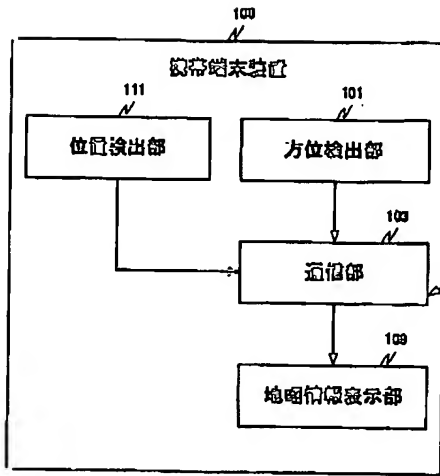 100
携帯端末装置
111
101
位置検出部
方位検出部
103
通信部
109
地図情報表示部